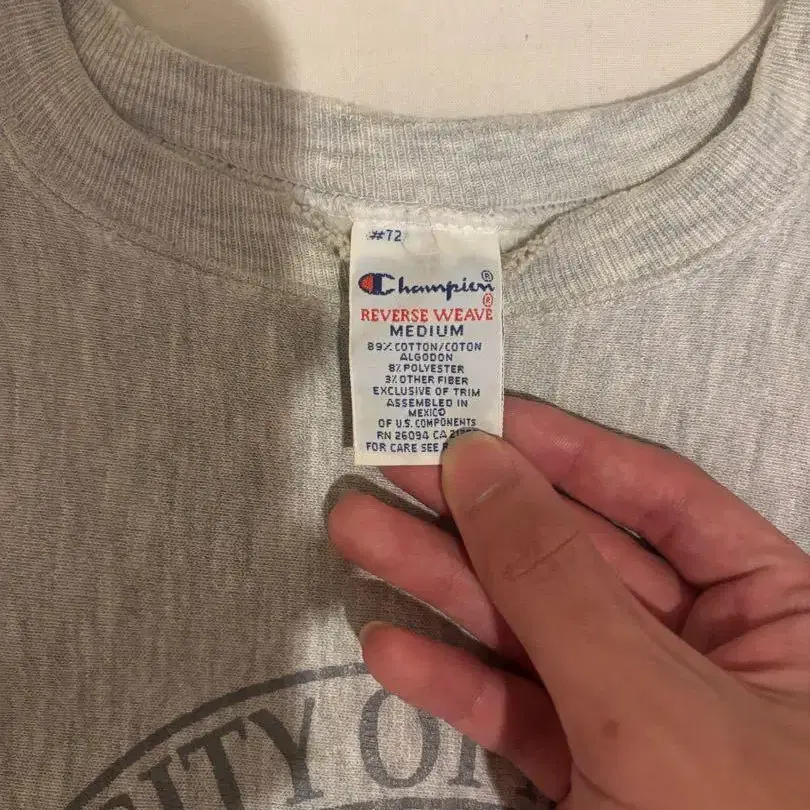 #72
Champion®
®
REVERSE WEAVE
MEDIUM
89% COTTON/COTON
ALGODON
8% POLYESTER
3% OTHER FIBER
EXCLUSIVE OF TRIM
ASSEMBLED IN
MEXICO
OF U.S. COMPONENTS
RN 26094 CA
FOR CARE SEE